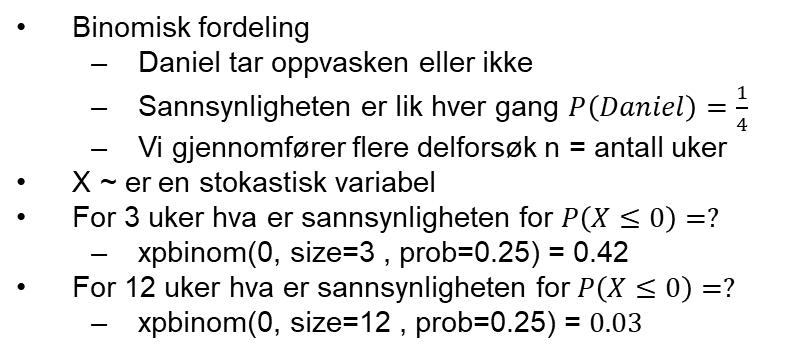 • Binomisk fordeling
– Daniel tar oppvasken eller ikke
– Sannsynligheten er lik hver gang P(Daniel) = 1/4
– Vi gjennomfører flere delforsøk n = antall uker
• X ~ er en stokastisk variabel
• For 3 uker hva er sannsynligheten for P(X ≤ 0) =?
– xpbinom(0, size=3 , prob=0.25) = 0.42
• For 12 uker hva er sannsynligheten for P(X ≤ 0) =?
– xpbinom(0, size=12 , prob=0.25) = 0.03